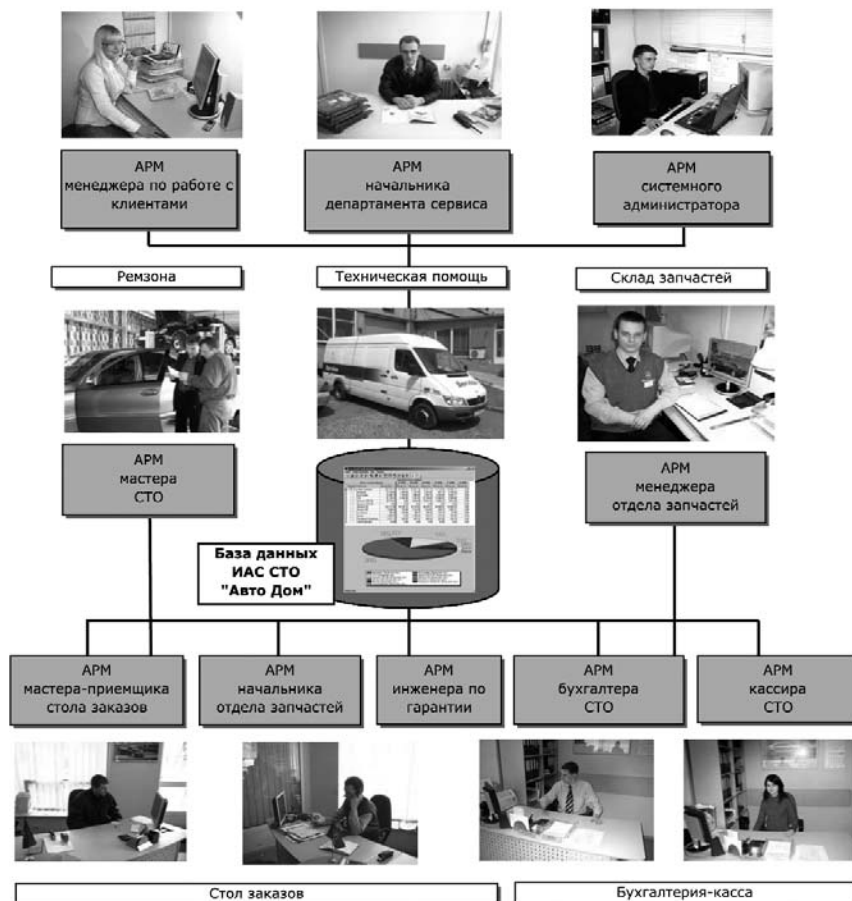 АРМ
менеджера по работе с
клиентами
АРМ
начальника
департамента сервиса
АРМ
системного
администратора
Ремзона
Техническая помощь
Склад запчастей
АРМ
мастера
СТО
АРМ
менеджера
отдела запчастей
База данных
ИАС СТО
"Авто Дом"
АРМ
мастера-приемщика
стола заказов
АРМ
начальника
отдела запчастей
АРМ
инженера по
гарантии
АРМ
бухгалтера
СТО
АРМ
кассира
СТО
Стол заказов
Бухгалтерия-касса